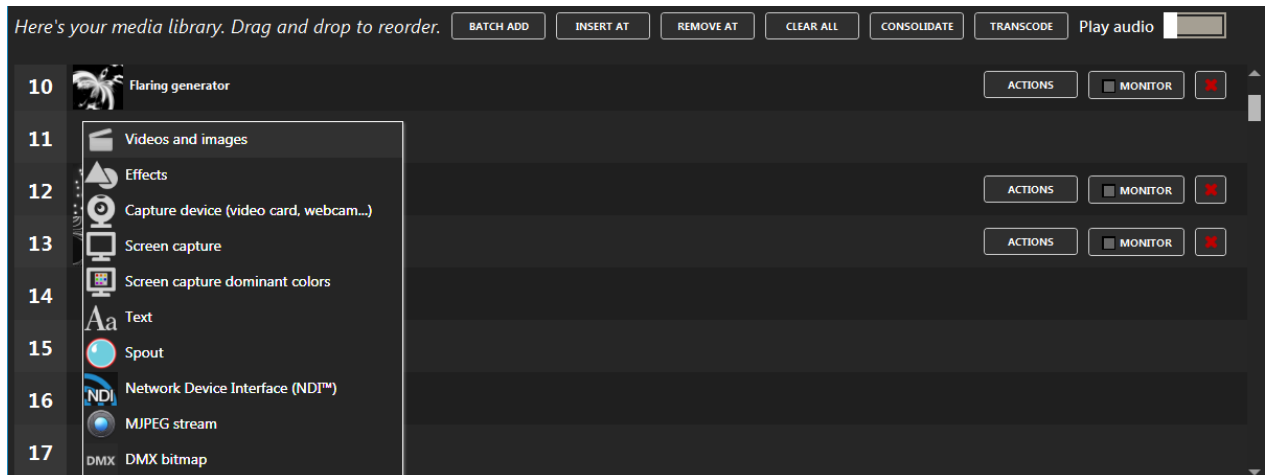 Here's your media library. Drag and drop to reorder. BATCH ADD INSERT AT REMOVE AT CLEAR ALL CONSOLIDATE TRANSCODE Play audio
10 Flaring generator ACTIONS MONITOR
11 Videos and images
Effects
12 ACTIONS MONITOR
Capture device (video card, webcam...)
13 Screen capture ACTIONS MONITOR
Screen capture dominant colors
14
Aa Text
15 Spout
Network Device Interface (NDI™)
16 NDI
MJPEG stream
17 DMX DMX bitmap